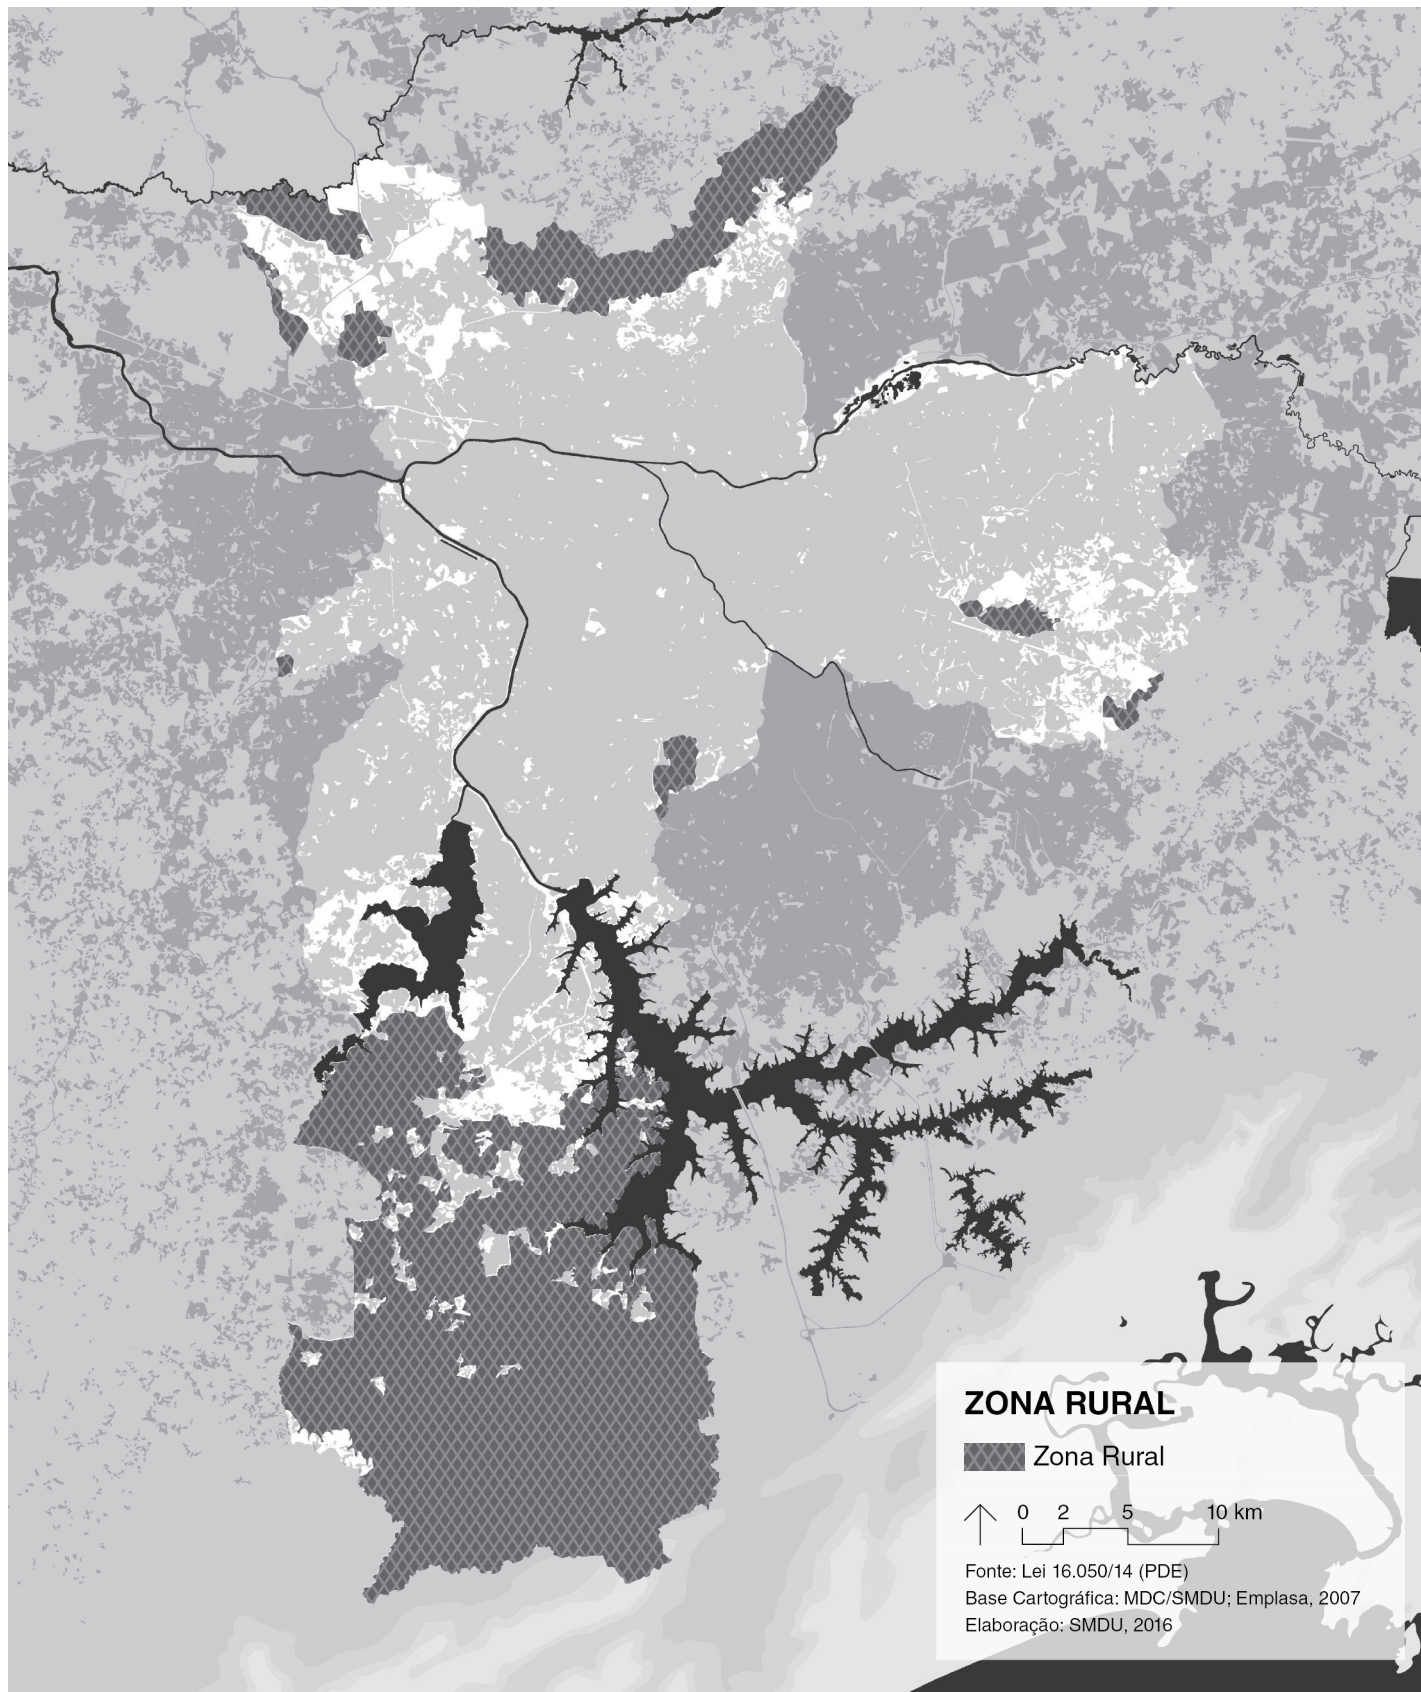 ZONA RURAL
Zona Rural
0 2 5 10 km
Fonte: Lei 16.050/14 (PDE)
Base Cartográfica: MDC/SMDU; Emplasa, 2007
Elaboração: SMDU, 2016